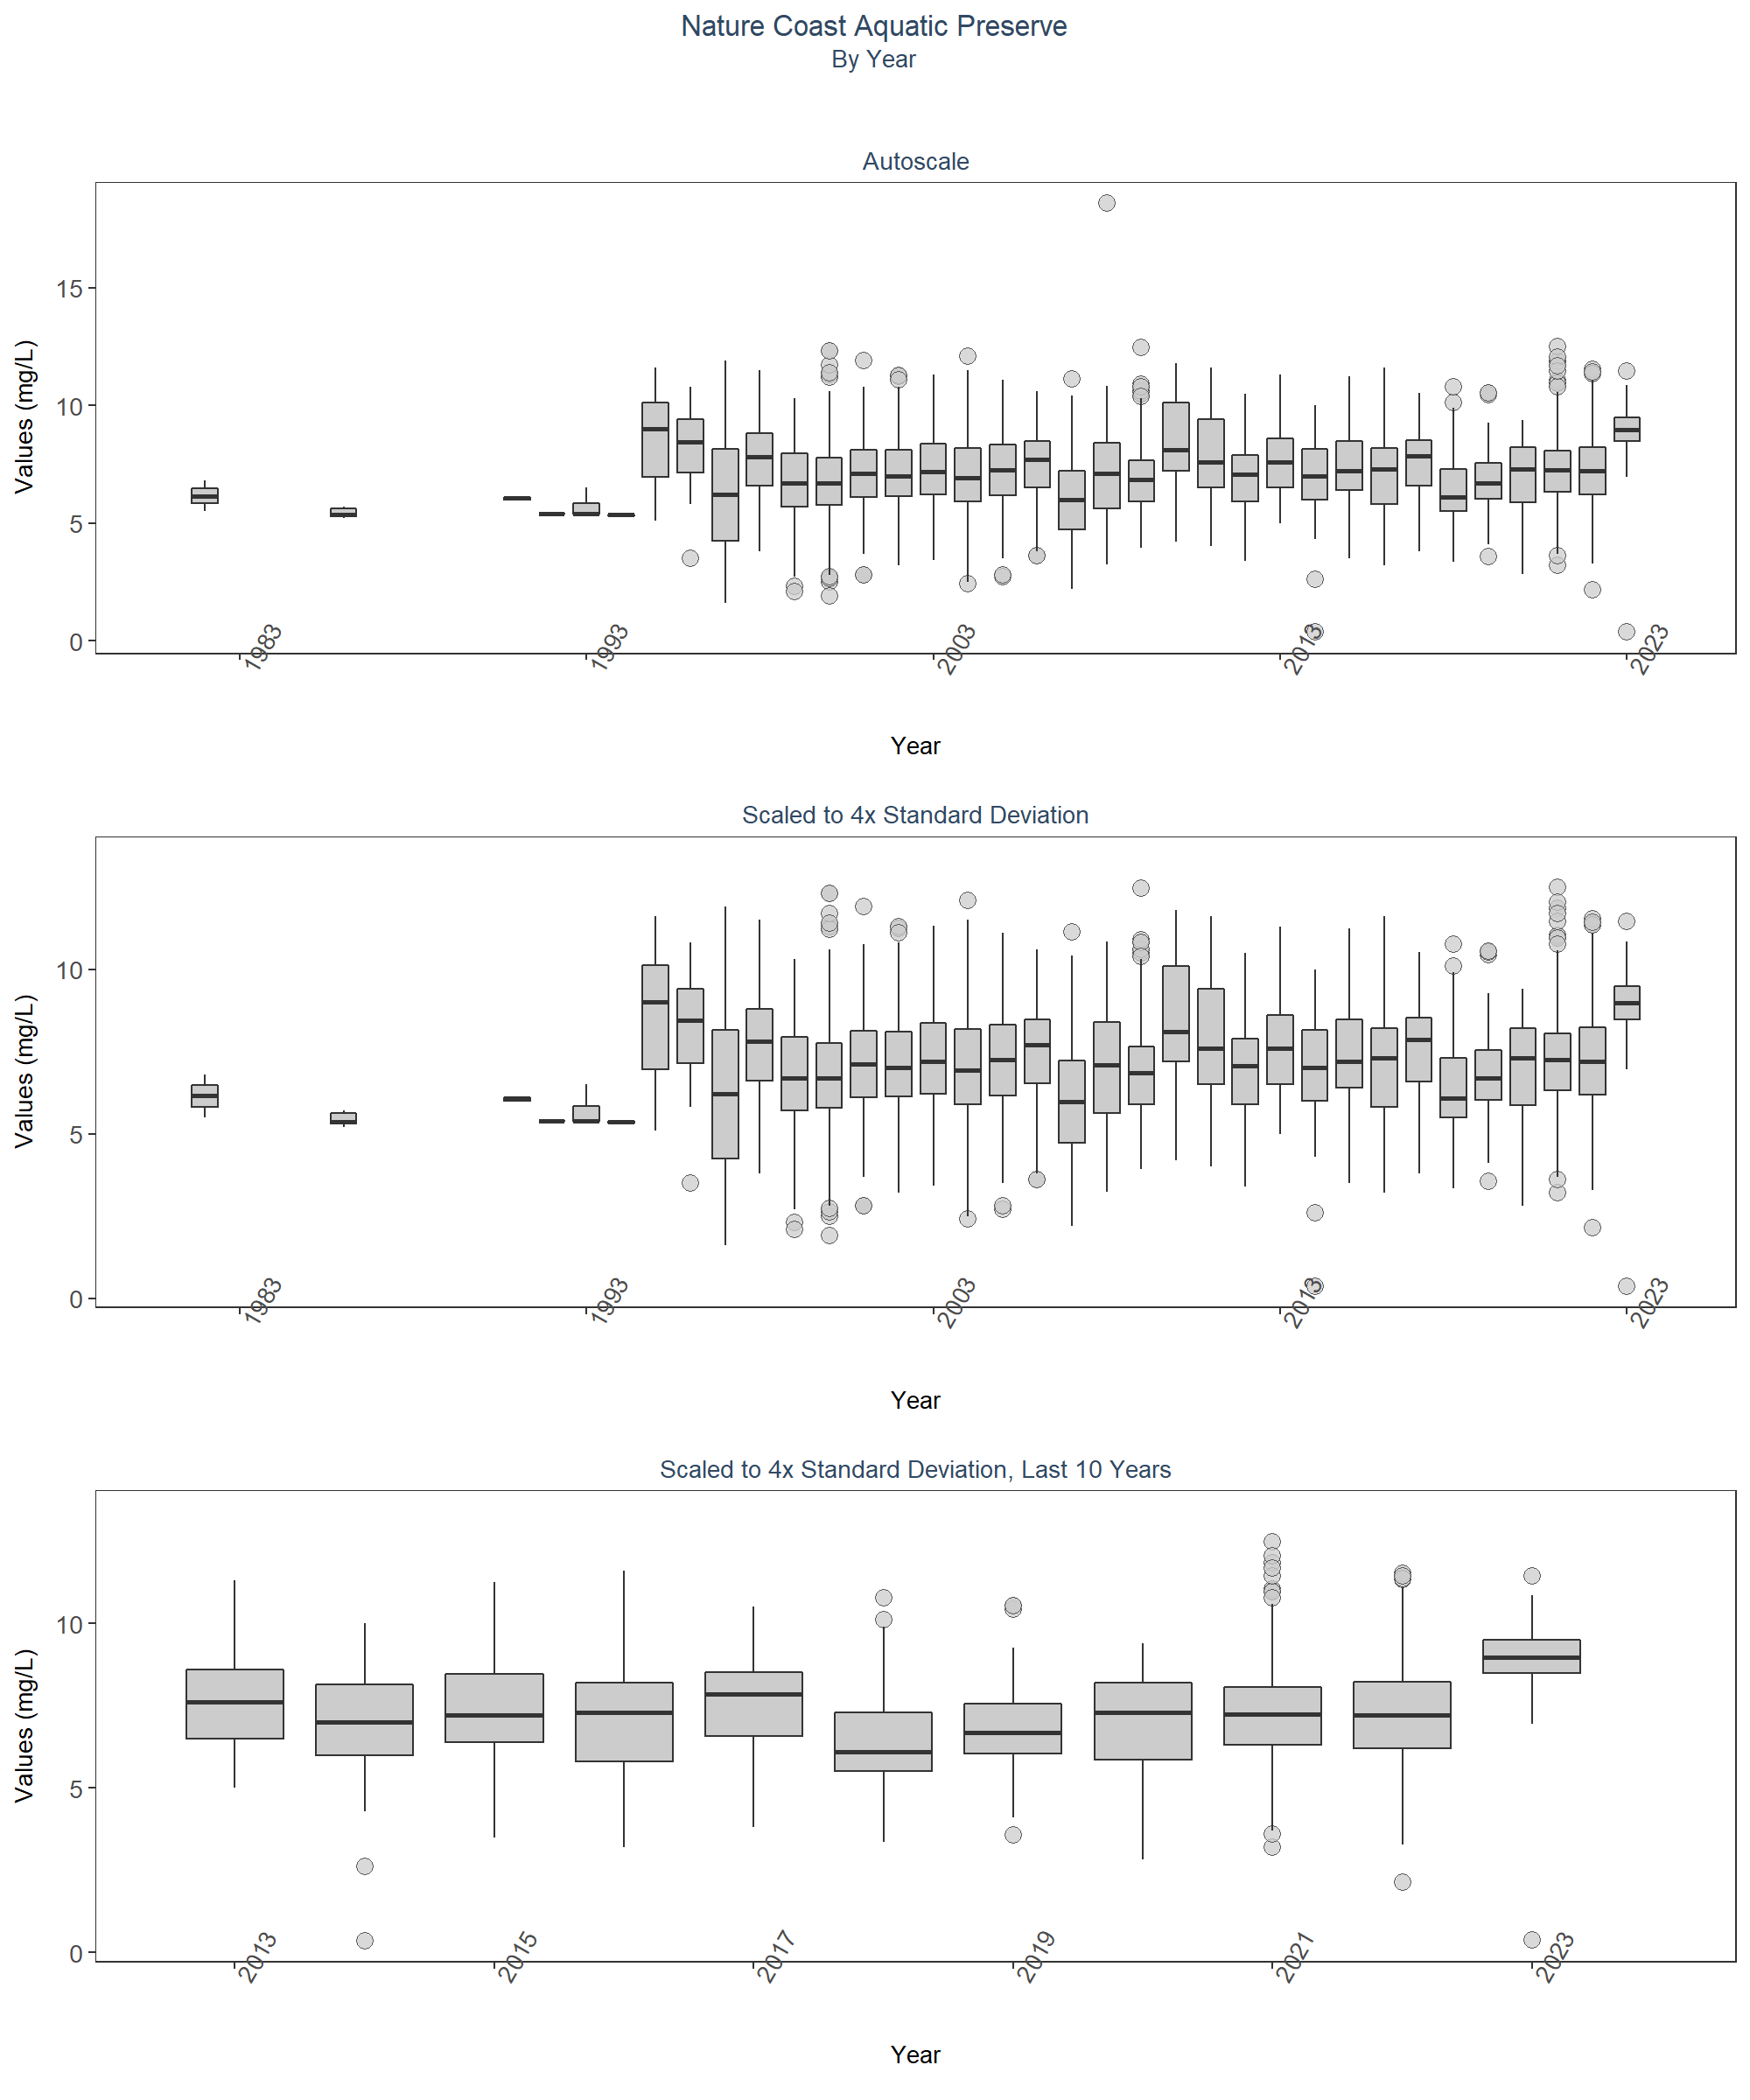 Nature Coast Aquatic Preserve
By Year
Autoscale
Values (mg/L)
15
10
5
0
1983
1993
2003
2013
2023
Year
Scaled to 4x Standard Deviation
Values (mg/L)
10
5
0
1983
1993
2003
2013
2023
Year
Scaled to 4x Standard Deviation, Last 10 Years
Values (mg/L)
10
5
0
2013
2015
2017
2019
2021
2023
Year